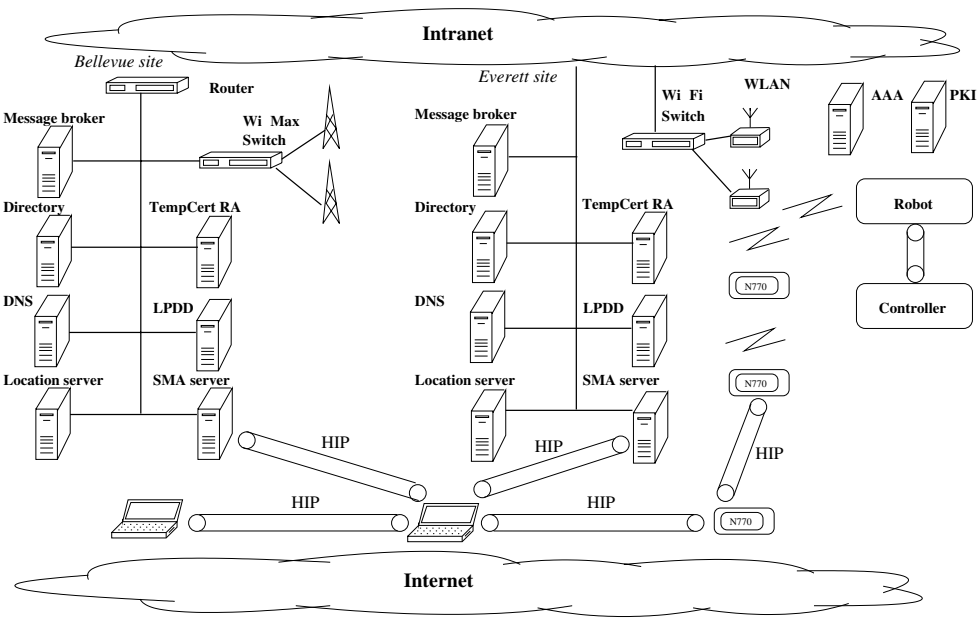 Intranet
Bellevue site
Everett site
Router
WLAN
Wi Max
Switch
Wi Fi
Switch
AAA
PKI
Message broker
Message broker
Directory
TempCert RA
Directory
TempCert RA
Robot
N770
DNS
LPDD
DNS
LPDD
Controller
Location server
SMA server
Location server
SMA server
N770
HIP
HIP
HIP
HIP
HIP
N770
Internet